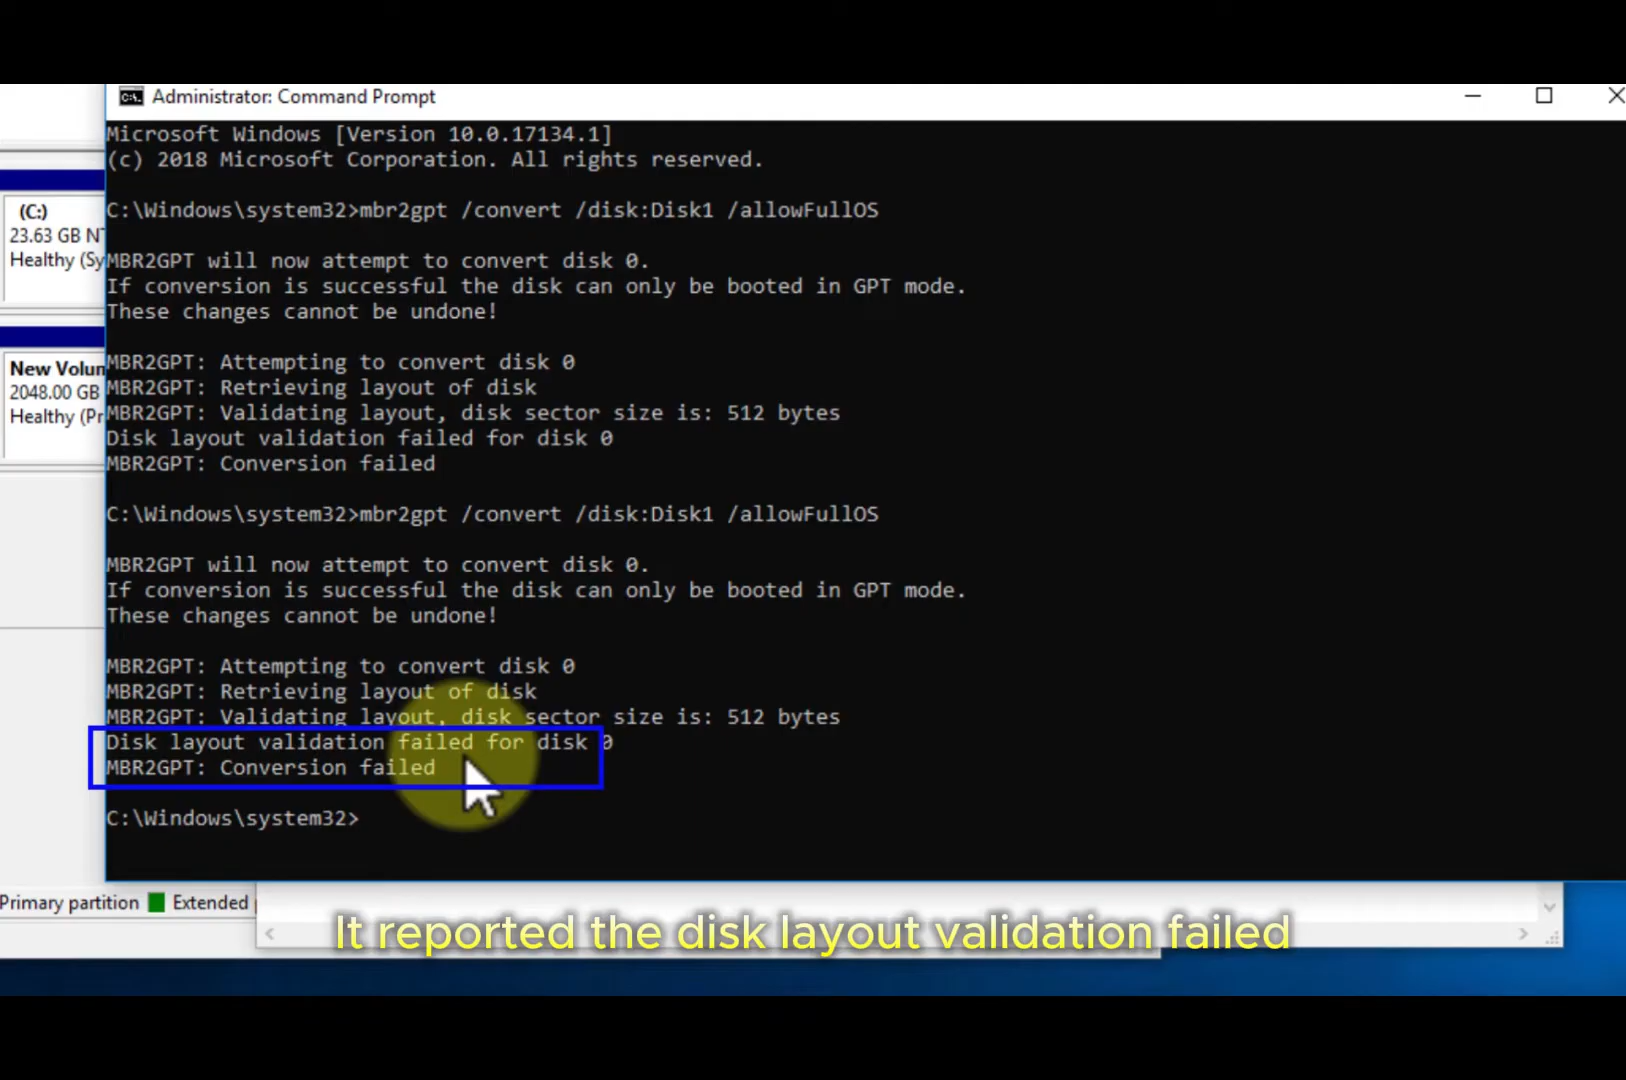 Administrator: Command Prompt
Microsoft Windows [Version 10.0.17134.1]
(c) 2018 Microsoft Corporation. All rights reserved.
C:\Windows\system32>mbr2gpt /convert /disk:Disk1 /allowFullOS
MBR2GPT will now attempt to convert disk 0.
If conversion is successful the disk can only be booted in GPT mode.
These changes cannot be undone!
MBR2GPT: Attempting to convert disk 0
MBR2GPT: Retrieving layout of disk
MBR2GPT: Validating layout, disk sector size is: 512 bytes
Disk layout validation failed for disk 0
MBR2GPT: Conversion failed
C:\Windows\system32>mbr2gpt /convert /disk:Disk1 /allowFullOS
MBR2GPT will now attempt to convert disk 0.
If conversion is successful the disk can only be booted in GPT mode.
These changes cannot be undone!
MBR2GPT: Attempting to convert disk 0
MBR2GPT: Retrieving layout of disk
MBR2GPT: Validating layout, disk sector size is: 512 bytes
Disk layout validation failed for disk 0
MBR2GPT: Conversion failed
C:\Windows\system32>
(C:)
23.63 GB
Healthy (Sy
New Volum
2048.00 GB
Healthy (Pr
Primary partition
Extended
It reported the disk layout validation failed